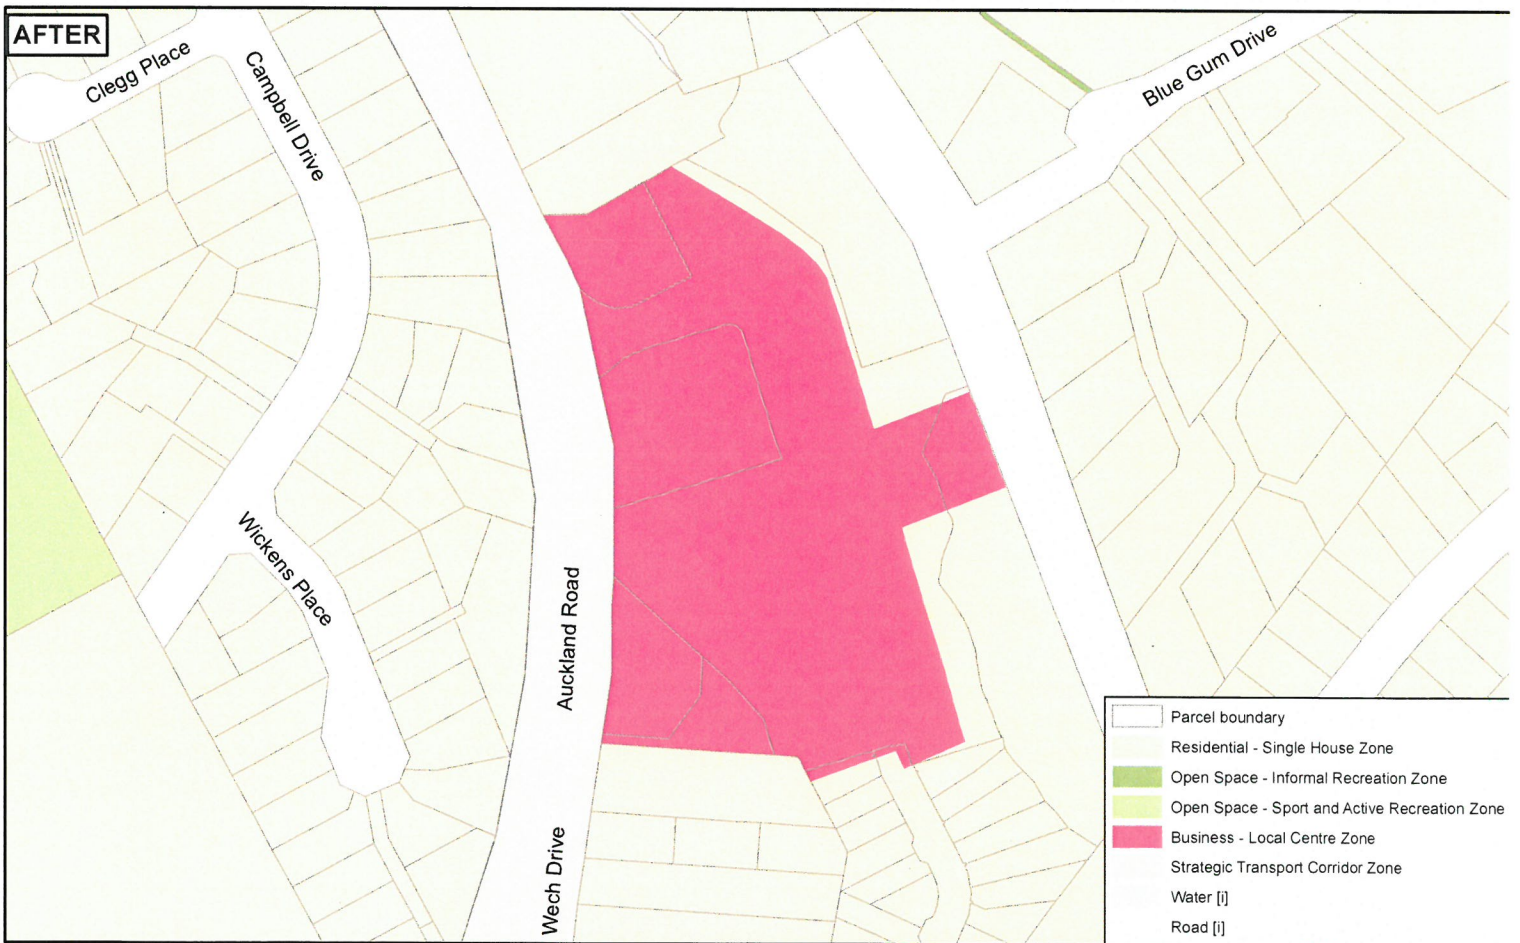 AFTER
Clegg Place
Campbell Drive
Blue Gum Drive
Wickens Place
Auckland Road
Wech Drive
Parcel boundary
Residential - Single House Zone
Open Space - Informal Recreation Zone
Open Space - Sport and Active Recreation Zone
Business - Local Centre Zone
Strategic Transport Corridor Zone
Water [i]
Road [i]